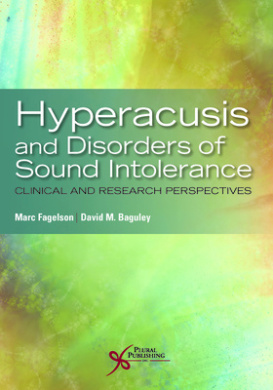 Hyperacusis
and Disorders of
Sound Intolerance
CLINICAL AND RESEARCH PERSPECTIVES
Marc Fagelson | David M. Baguley
PLURAL
PUBLISHING